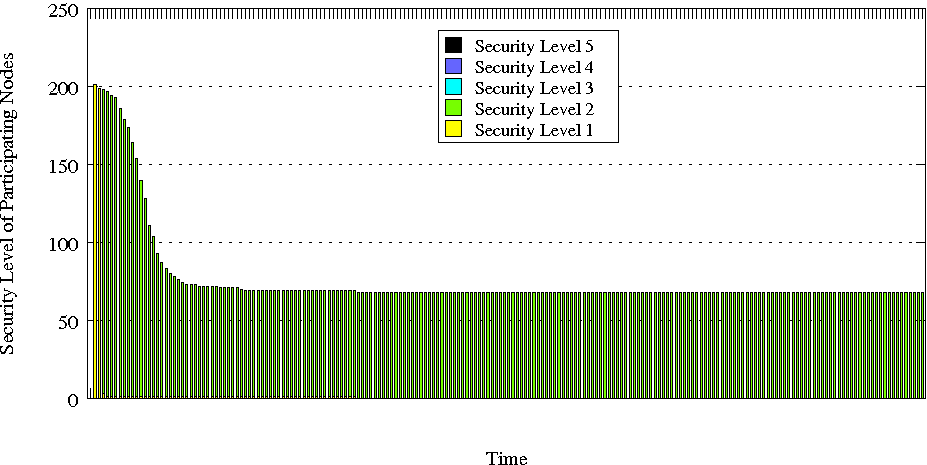 250
200
150
100
50
0
Security Level of Participating Nodes
Security Level 5
Security Level 4
Security Level 3
Security Level 2
Security Level 1
Time